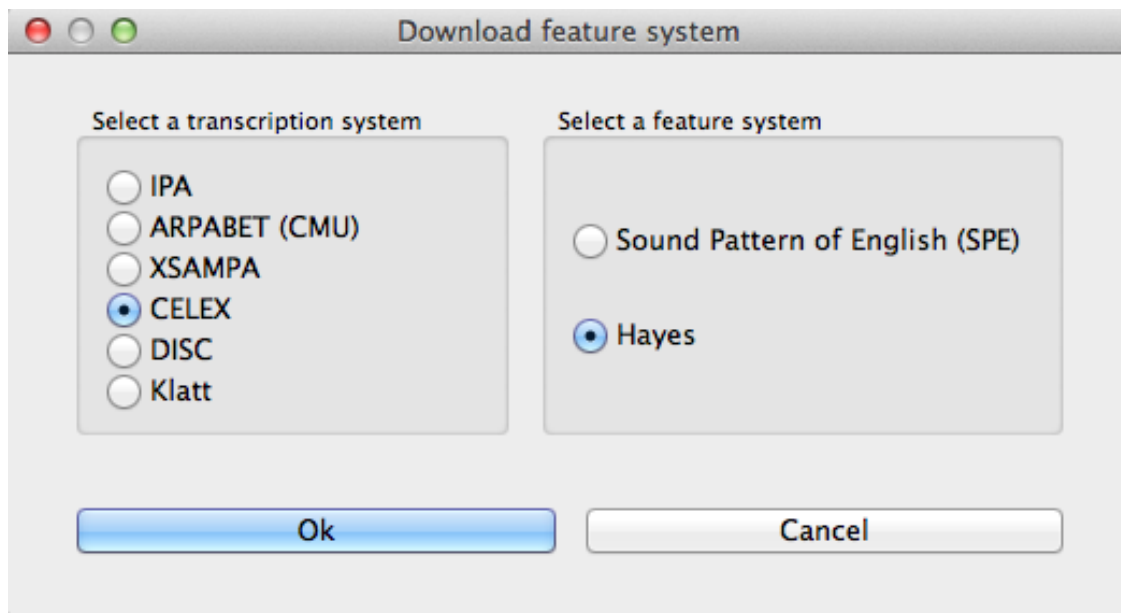 Download feature system
Select a transcription system
IPA
ARPABET (CMU)
XSAMPA
CELEX
DISC
Klatt
Select a feature system
Sound Pattern of English (SPE)
Hayes
Ok
Cancel